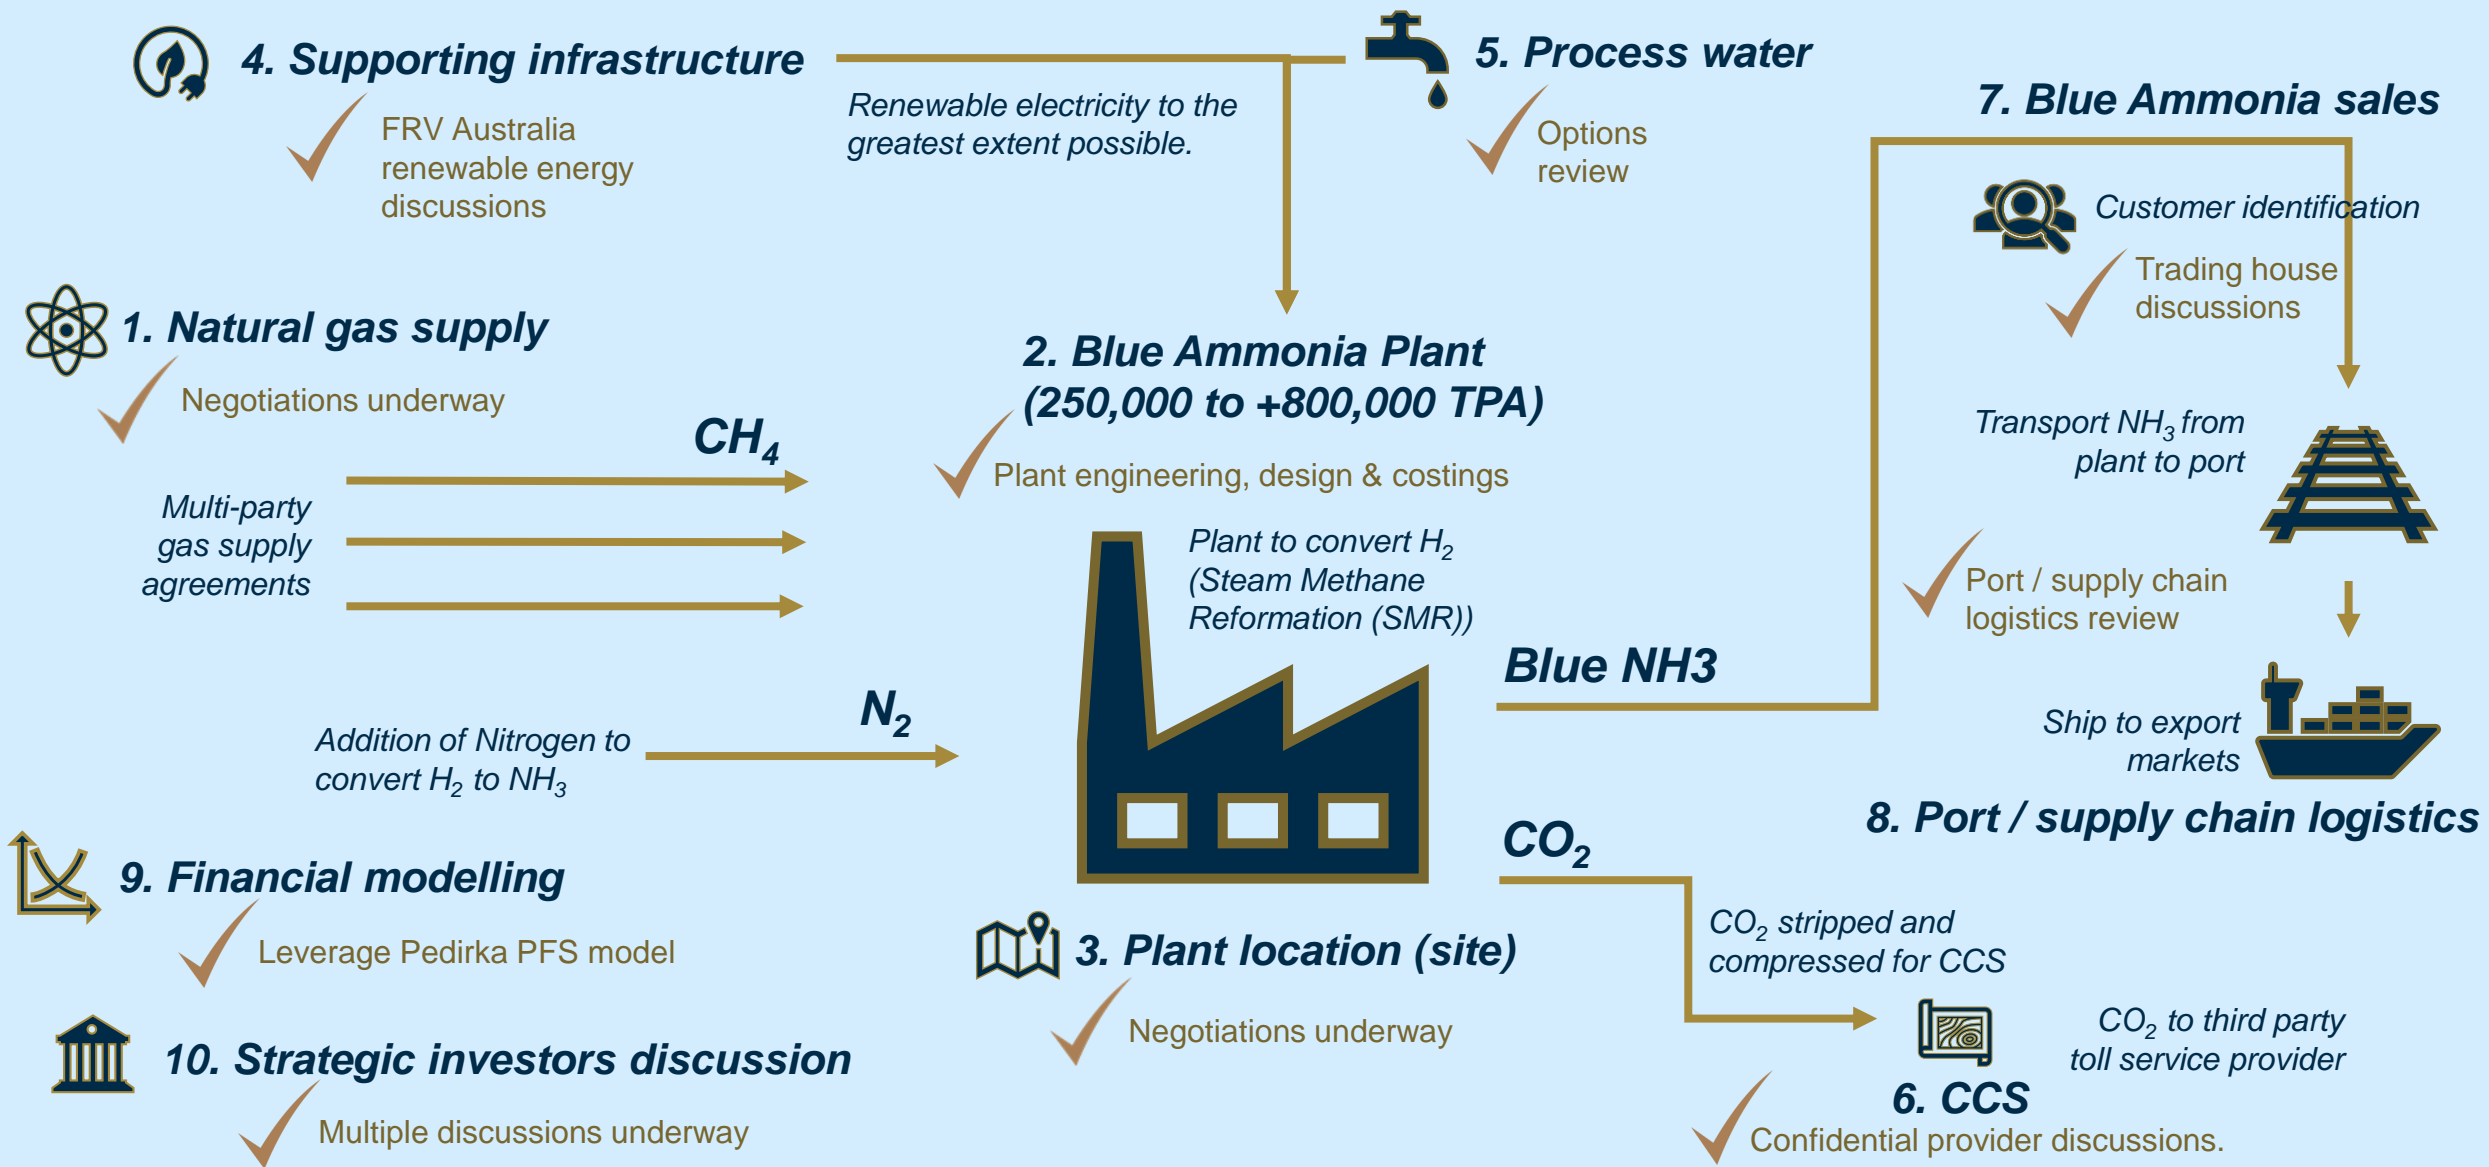 4. Supporting infrastructure
FRV Australia
renewable energy
discussions
Renewable electricity to the
greatest extent possible.
5. Process water
Options
review
7. Blue Ammonia sales
Customer identification
Trading house
discussions
1. Natural gas supply
Negotiations underway
CH₄
Multi-party
gas supply
agreements
2. Blue Ammonia Plant
(250,000 to +800,000 TPA)
Plant engineering, design & costings
Plant to convert H₂
(Steam Methane
Reformation (SMR))
Transport NH₃ from
plant to port
Port / supply chain
logistics review
Blue NH3
N₂
Addition of Nitrogen to
convert H₂ to NH₃
Ship to export
markets
8. Port / supply chain logistics
CO₂
9. Financial modelling
Leverage Pedirka PFS model
3. Plant location (site)
Negotiations underway
CO₂ stripped and
compressed for CCS
CO₂ to third party
toll service provider
6. CCS
Confidential provider discussions.
10. Strategic investors discussion
Multiple discussions underway